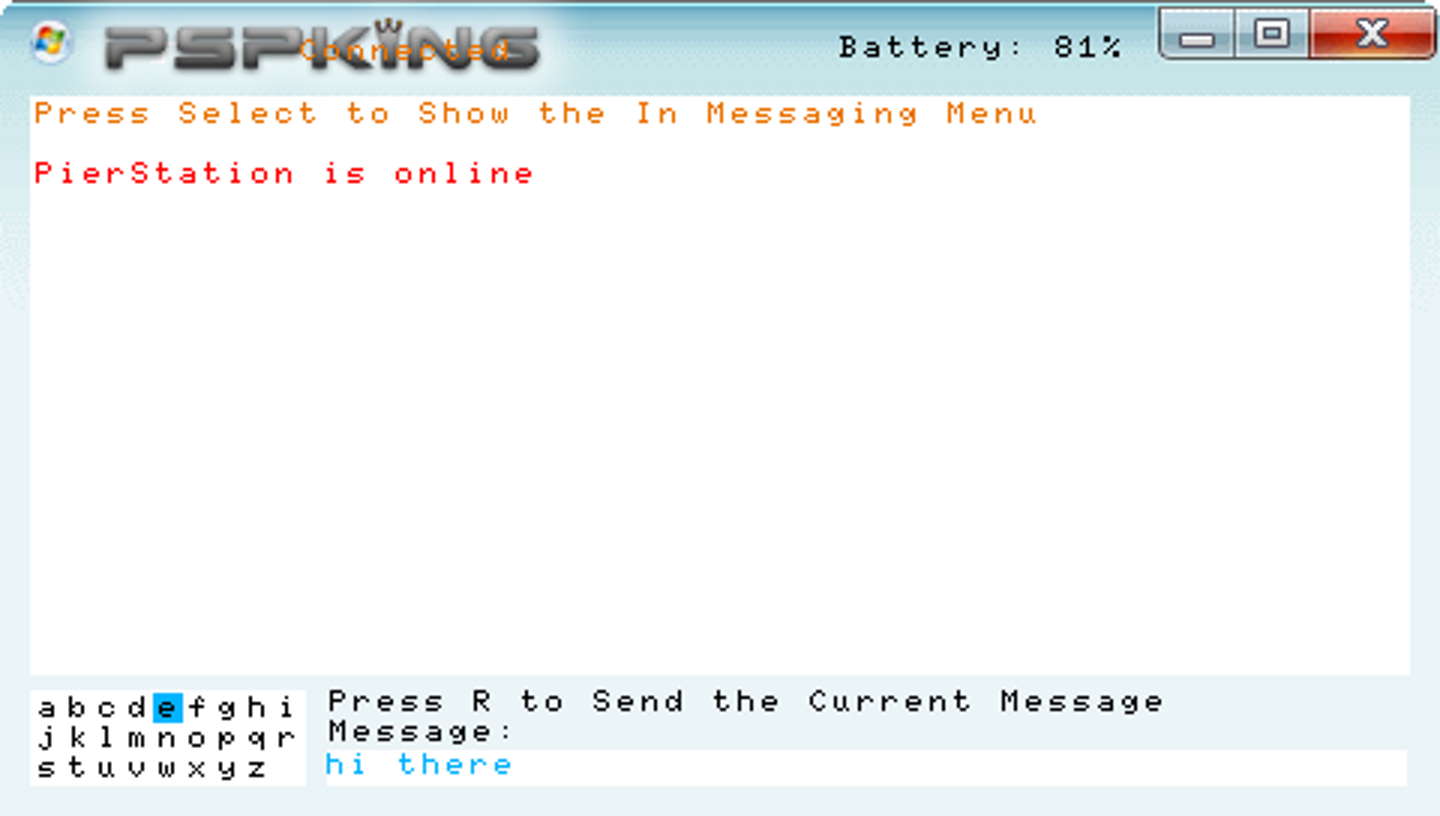 PSPKING
Connected
Battery: 81%
Press Select to Show the In Messaging Menu
PierStation is online
a b c d e f g h i
j k l m n o p q r
s t u v w x y z
Press R to Send the Current Message
Message:
hi there